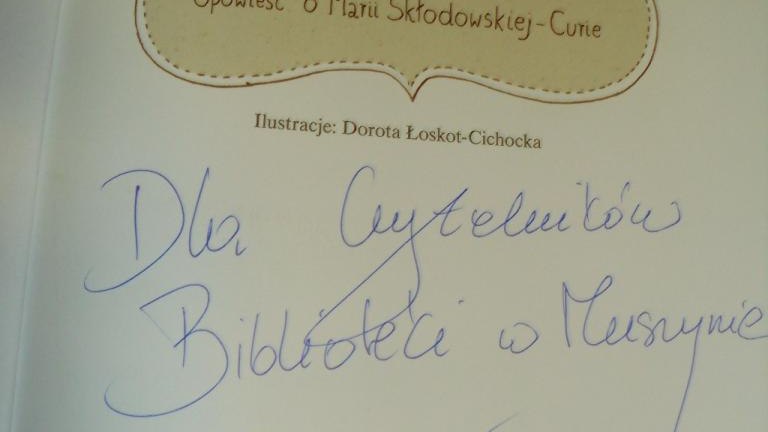 Opowieść o Marii Skłodowskiej-Curie
Ilustracje: Dorota Łoskot-Cichocka
Dla Czytelników
Biblioteki w Muszynie